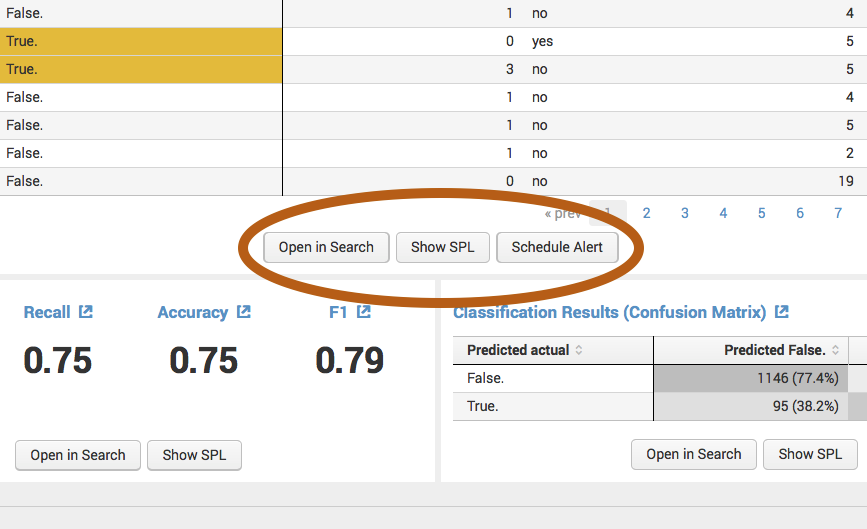 False. 1 no 4
True. 0 yes 5
True. 3 no 5
False. 1 no 4
False. 1 no 5
False. 1 no 2
False. 0 no 19
« prev 1 2 3 4 5 6 7
Open in Search Show SPL Schedule Alert
Recall Accuracy F1
0.75 0.75 0.79
Open in Search Show SPL
Classification Results (Confusion Matrix)
Predicted actual Predicted False.
False. 1146 (77.4%)
True. 95 (38.2%)
Open in Search Show SPL